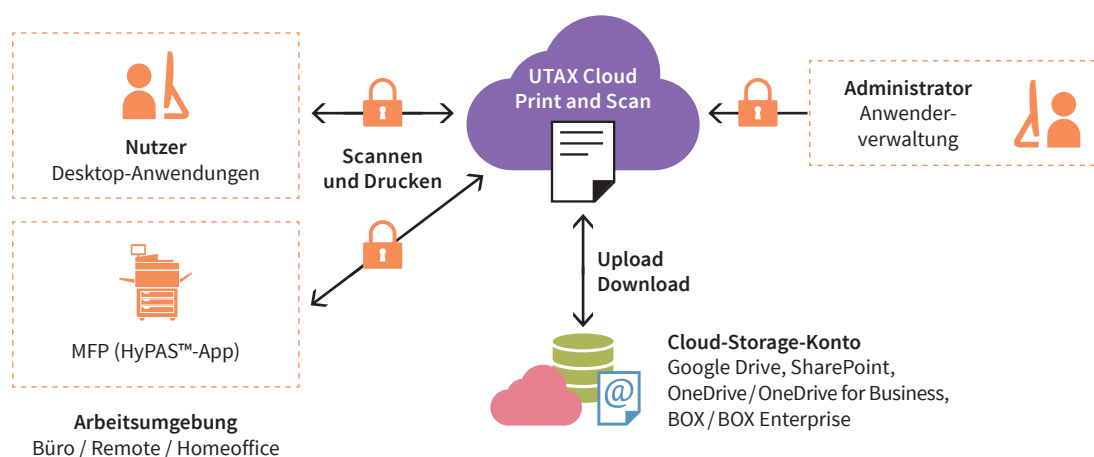 UTAX Cloud
Print and Scan
Nutzer
Desktop-Anwendungen
Scannen
und Drucken
Administrator
Anwender-
verwaltung
MFP (HyPAS™-App)
Arbeitsumgebung
Büro / Remote / Homeoffice
Upload
Download
@
Cloud-Storage-Konto
Google Drive, SharePoint,
OneDrive / OneDrive for Business,
BOX / BOX Enterprise